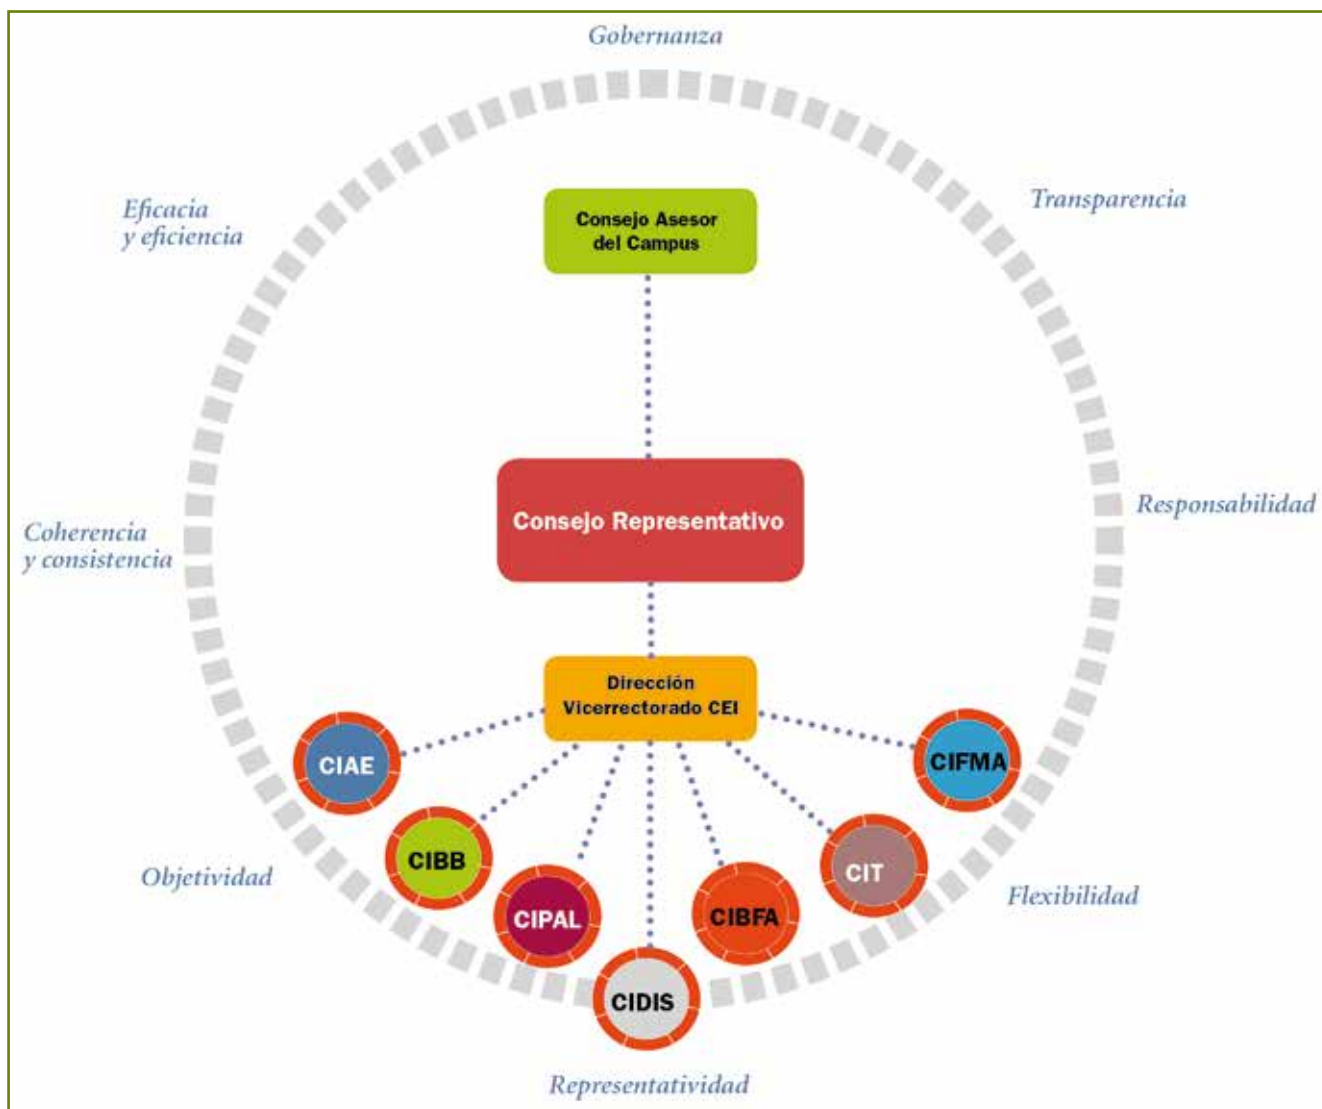 Gobernanza
Eficacia
y eficiencia
Transparencia
Consejo Asesor
del Campus
Coherencia
y consistencia
Consejo Representativo
Responsabilidad
Dirección
Vicerrectorado CEI
CIAE
CIFMA
CIBB
CIT
CIPAL
CIBFA
CIDIS
Objetividad
Flexibilidad
Representatividad